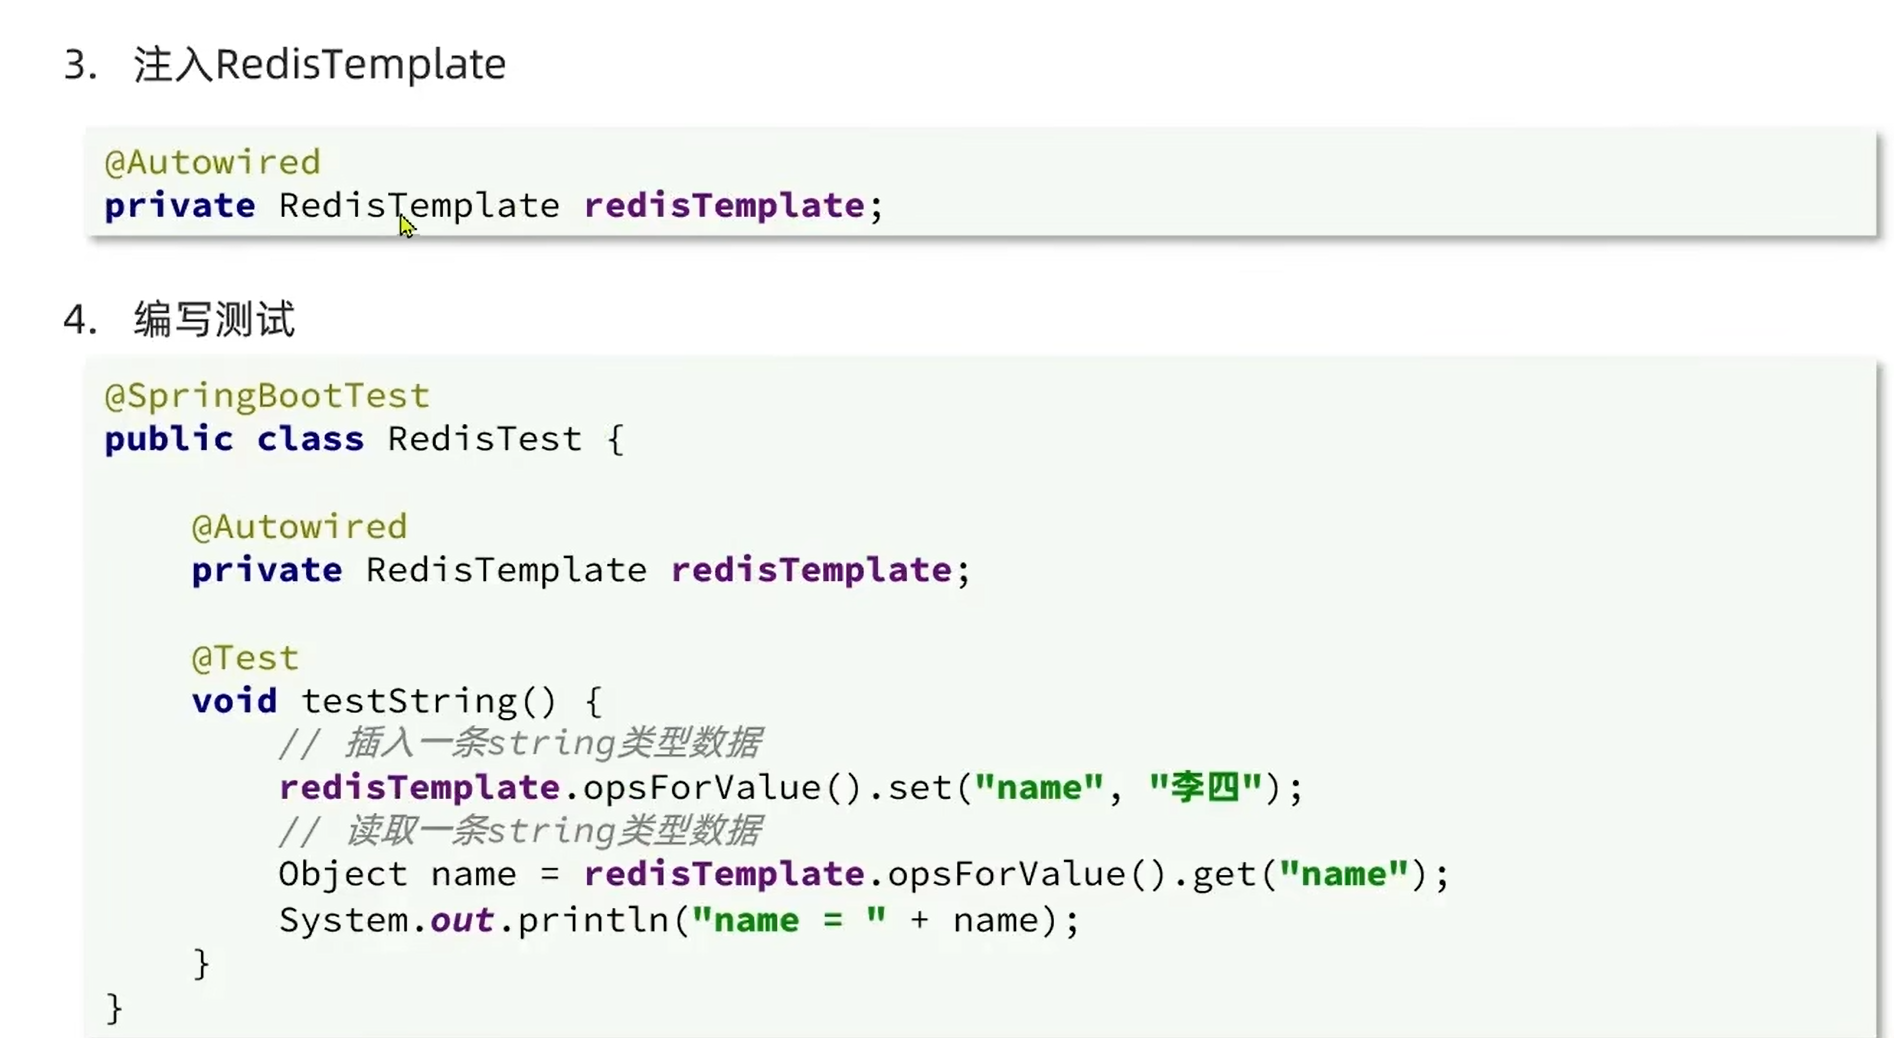 3. 注入RedisTemplate
@Autowired
private RedisTemplate redisTemplate;
4. 编写测试
@SpringBootTest
public class RedisTest {
@Autowired
private RedisTemplate redisTemplate;
@Test
void testString() {
// 插入一条string类型数据
redisTemplate.opsForValue().set("name", "李四");
// 读取一条string类型数据
Object name = redisTemplate.opsForValue().get("name");
System.out.println("name = " + name);
}
}